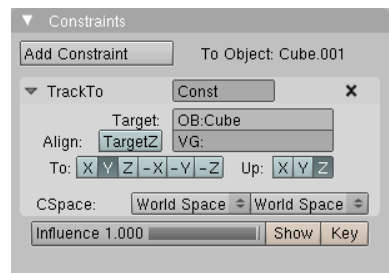 Constraints
Add Constraint To Object: Cube.001
TrackTo Const
Target: OB:Cube
Align: TargetZ VG:
To: X Y Z -X -Y -Z Up: X Y Z
CSpace: World Space World Space
Influence 1.000 Show Key